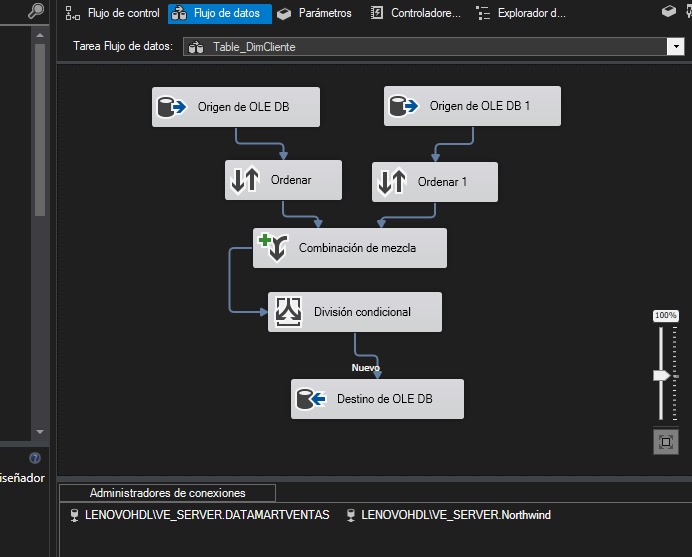 Flujo de control
Flujo de datos
Parámetros
Controladore...
Explorador d...
Tarea Flujo de datos:
Table_DimCliente
Origen de OLE DB
Origen de OLE DB 1
Ordenar
Ordenar 1
Combinación de mezcla
División condicional
Nuevo
Destino de OLE DB
100%
iseñador
Administradores de conexiones
LENOVOHDL\VE_SERVER.DATAMARTVENTAS
LENOVOHDL\VE_SERVER.Northwind